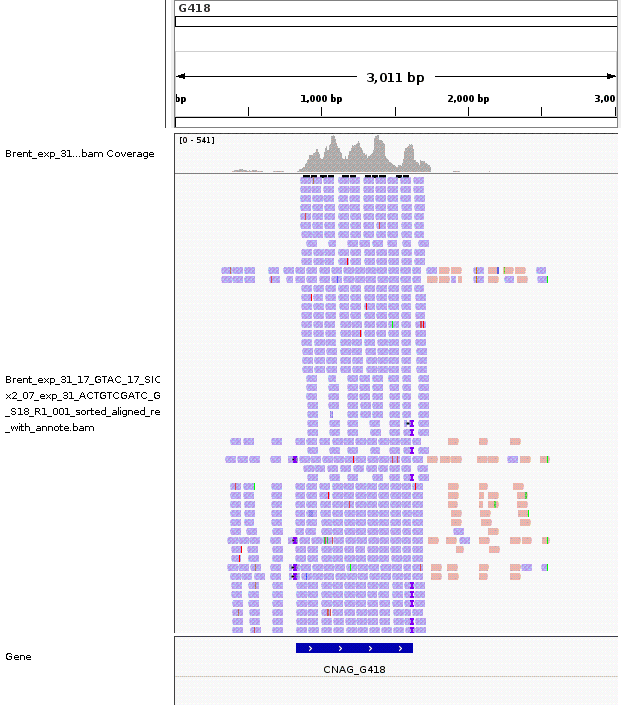 G418
3,011 bp
bp 1,000 bp 2,000 bp 3,00
[0 - 541]
Brent_exp_31...bam Coverage
Brent_exp_31_17_GTAC_17_SIC
x2_07_exp_31_ACTGTCGATC_G
_S18_R1_001_sorted_aligned_re
_with_annote.bam
Gene
CNAG_G418